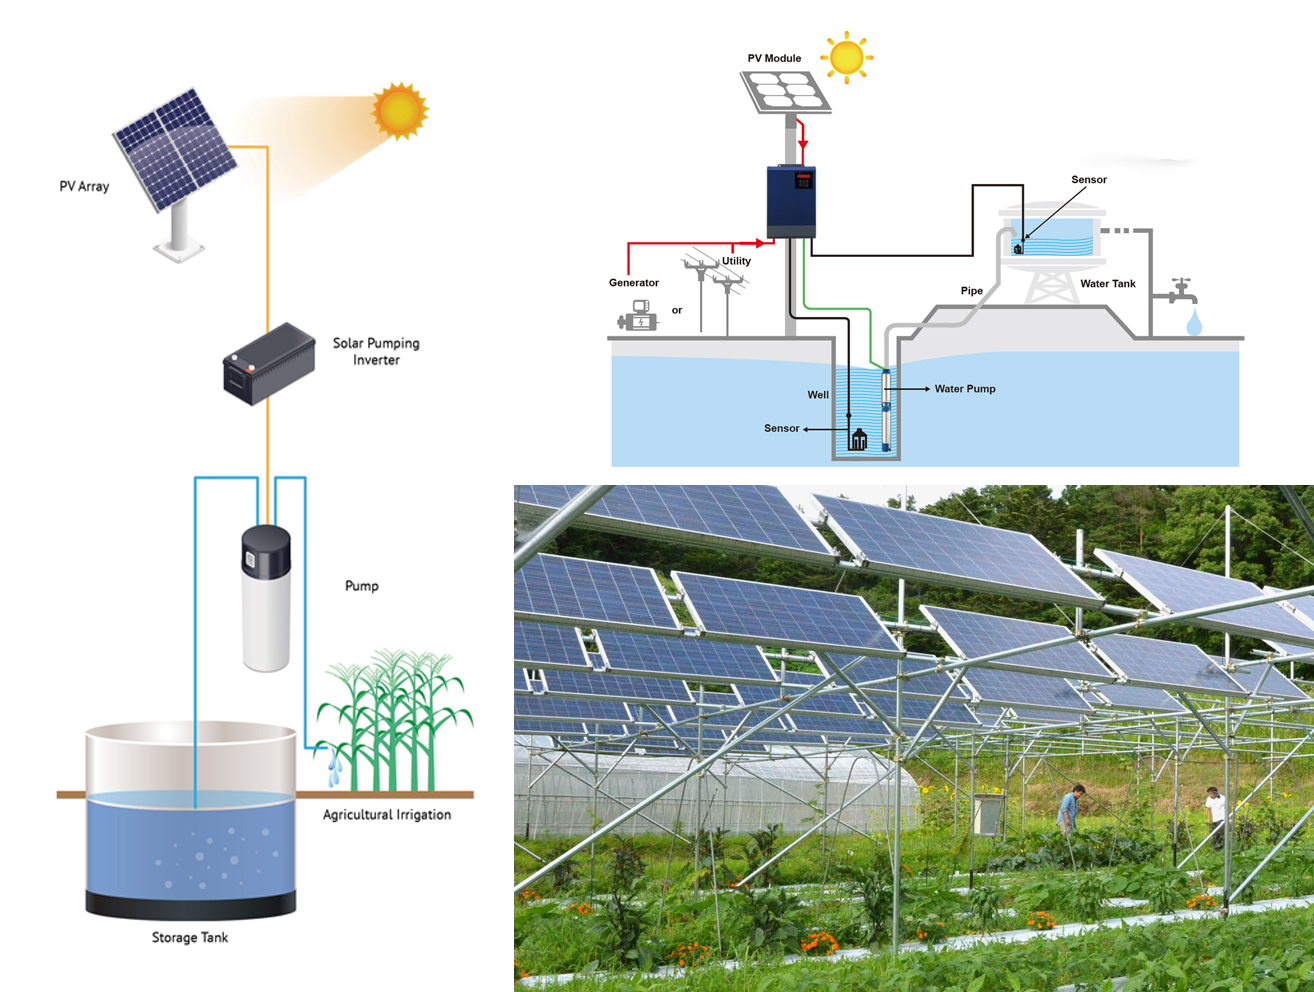 PV Array
Solar Pumping
Inverter
Pump
Agricultural Irrigation
Storage Tank
PV Module
Sensor
Utility
Generator
or
Pipe
Water Tank
Well
Water Pump
Sensor